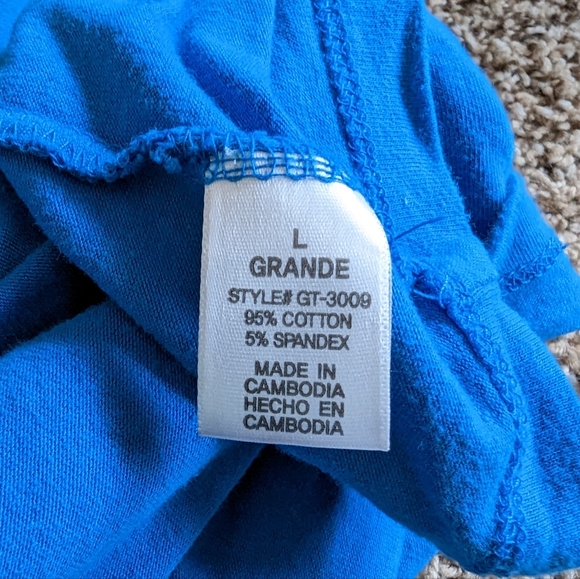 L
GRANDE
STYLE# GT-3009
95% COTTON
5% SPANDEX
MADE IN
CAMBODIA
HECHO EN
CAMBODIA